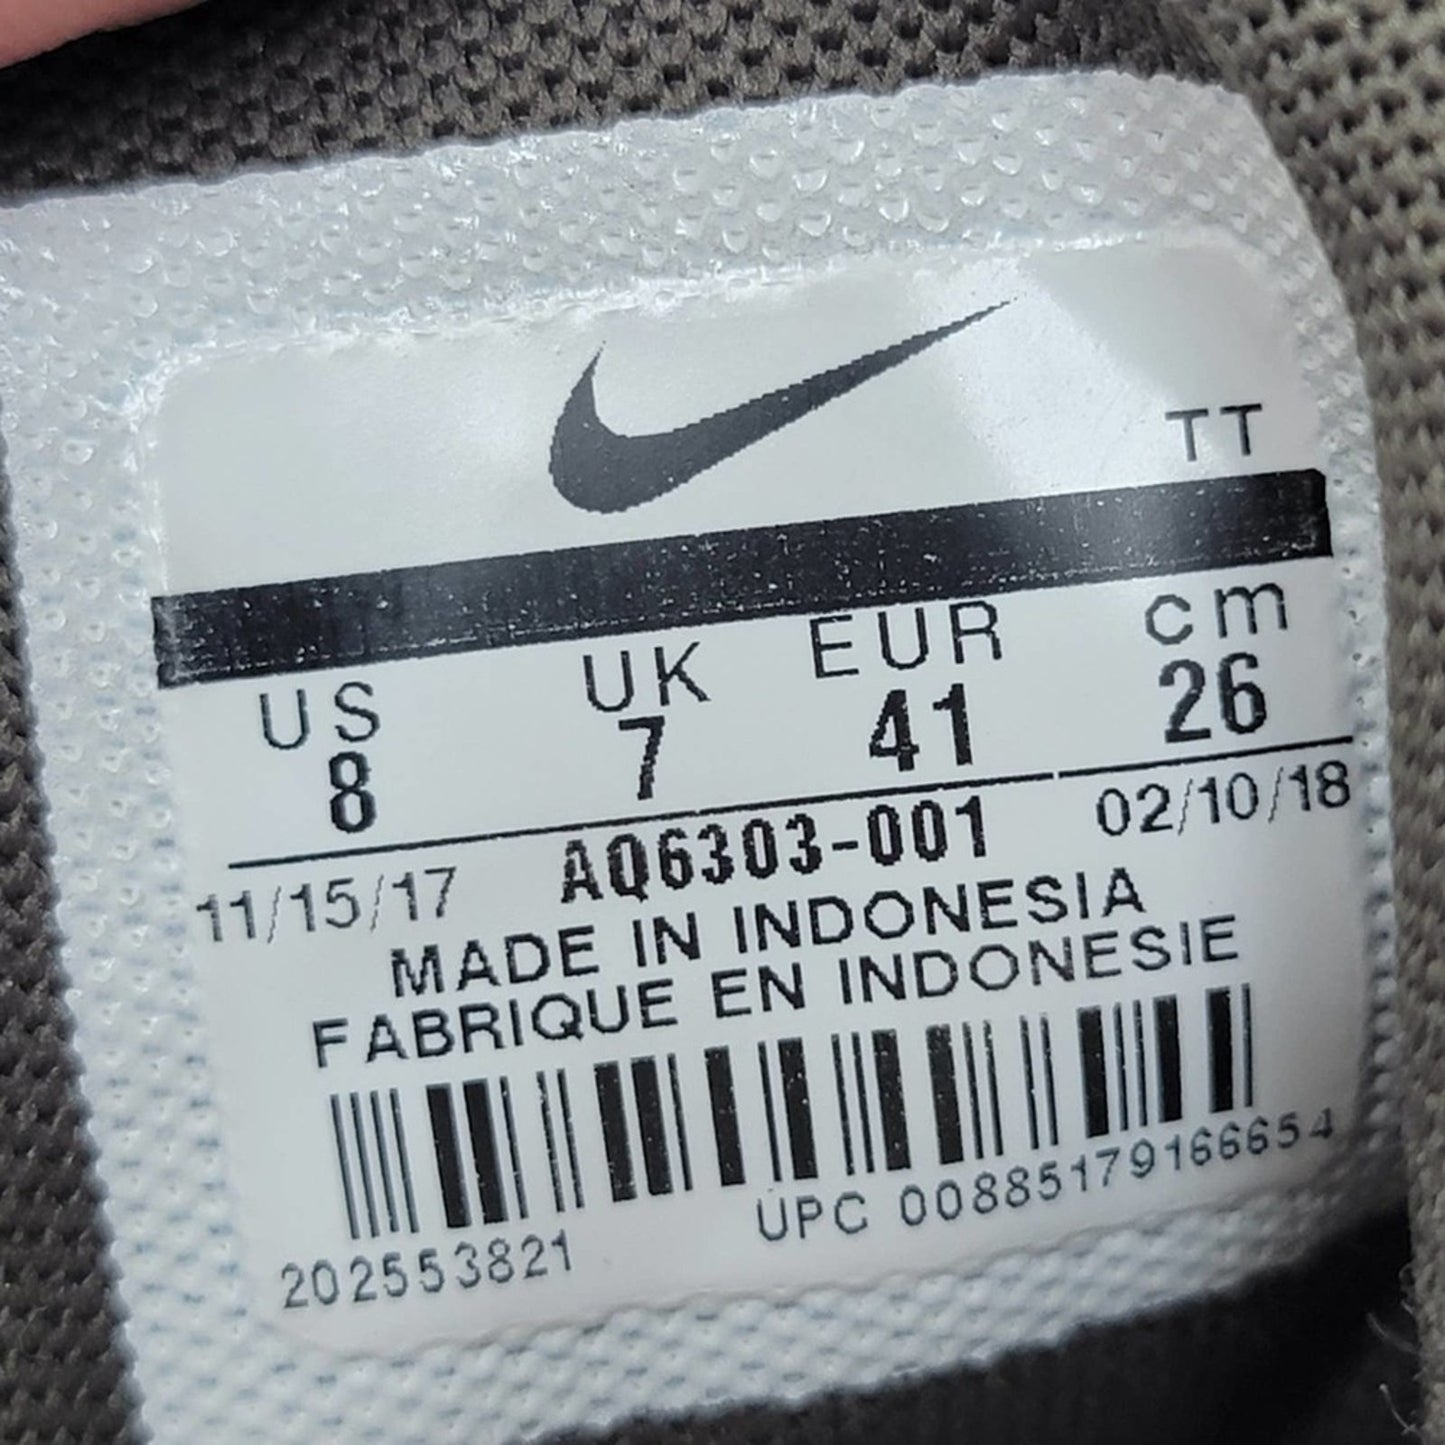 TT
US UK EUR cm
8 7 41 26
11/15/17 AQ6303-001 02/10/18
MADE IN INDONESIA
FABRIQUE EN INDONESIE
202553821 UPC 00885179166654